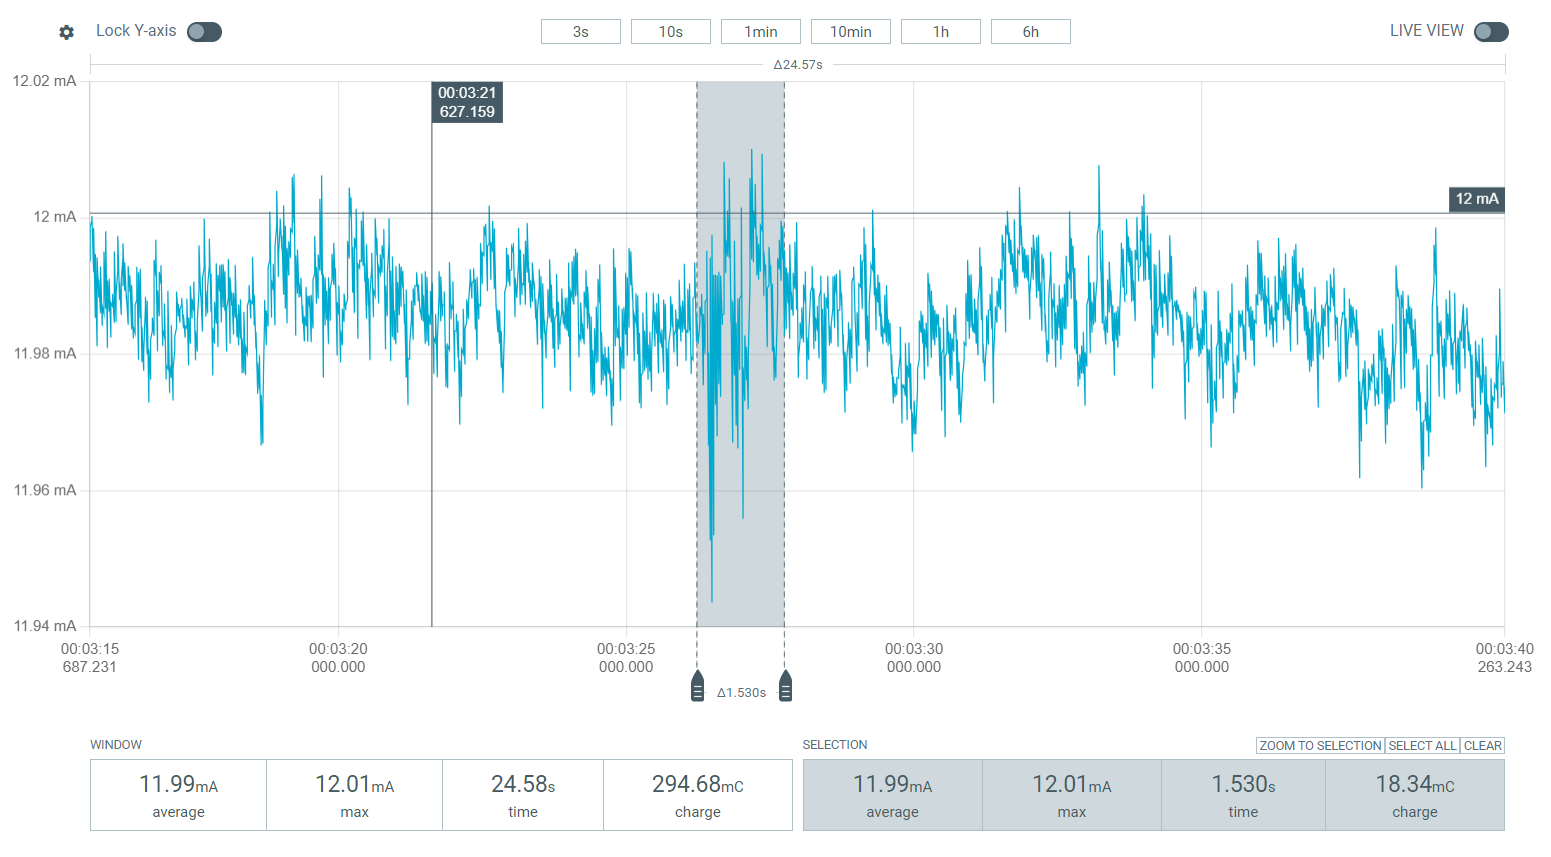 Lock Y-axis
3s 10s 1min 10min 1h 6h
LIVE VIEW
Δ24.57s
12.02 mA
00:03:21
627.159
12 mA
12 mA
11.98 mA
11.96 mA
11.94 mA
00:03:15 00:03:20 00:03:25 00:03:30 00:03:35 00:03:40
687.231 000.000 000.000 000.000 000.000 263.243
Δ1.530s
WINDOW
11.99mA 12.01mA 24.58s 294.68mC
average max time charge
SELECTION
ZOOM TO SELECTION SELECT ALL CLEAR
11.99mA 12.01mA 1.530s 18.34mC
average max time charge